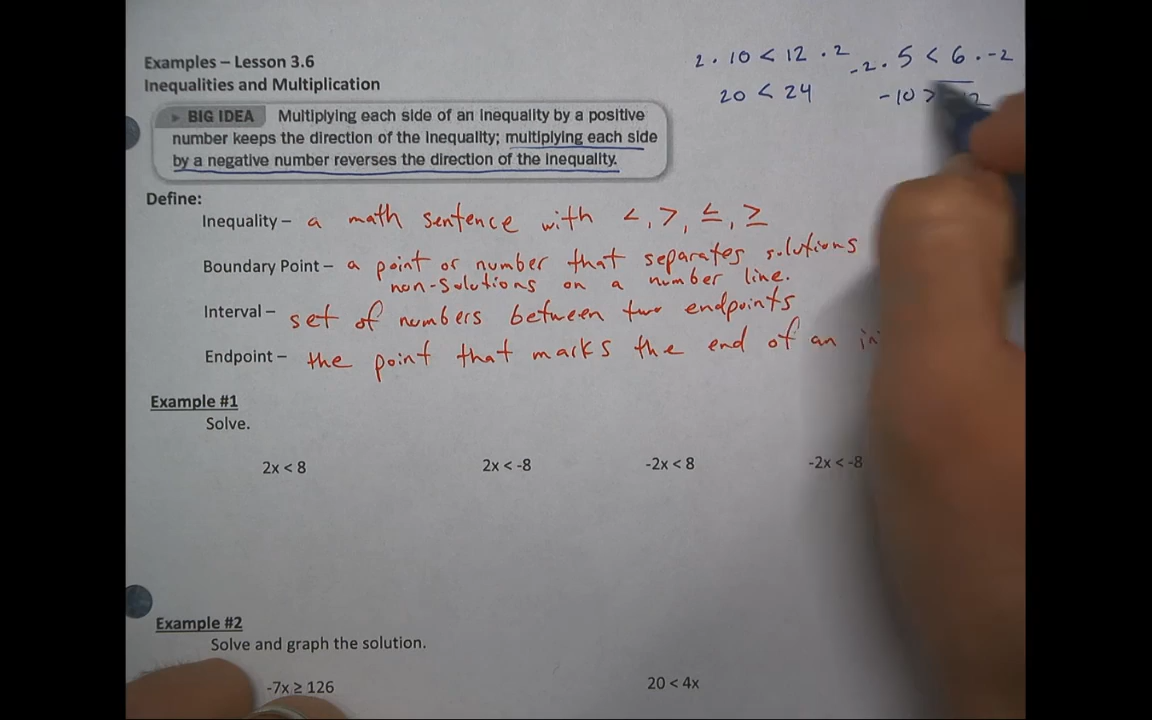 Examples – Lesson 3.6
Inequalities and Multiplication
2 . 10 < 12 . 2
-2 . 5 < 6 . -2
20 < 24
-10 >
BIG IDEA Multiplying each side of an inequality by a positive
number keeps the direction of the inequality; multiplying each side
by a negative number reverses the direction of the inequality.
Define:
Inequality – a math sentence with <, >, ≤, ≥
Boundary Point – a point or number that separates solutions
non-solutions on a number line.
Interval – set of numbers between two endpoints
Endpoint – the point that marks the end of an
Example #1
Solve.
2x < 8
2x < -8
-2x < 8
-2x < -8
Example #2
Solve and graph the solution.
-7x ≥ 126
20 < 4x